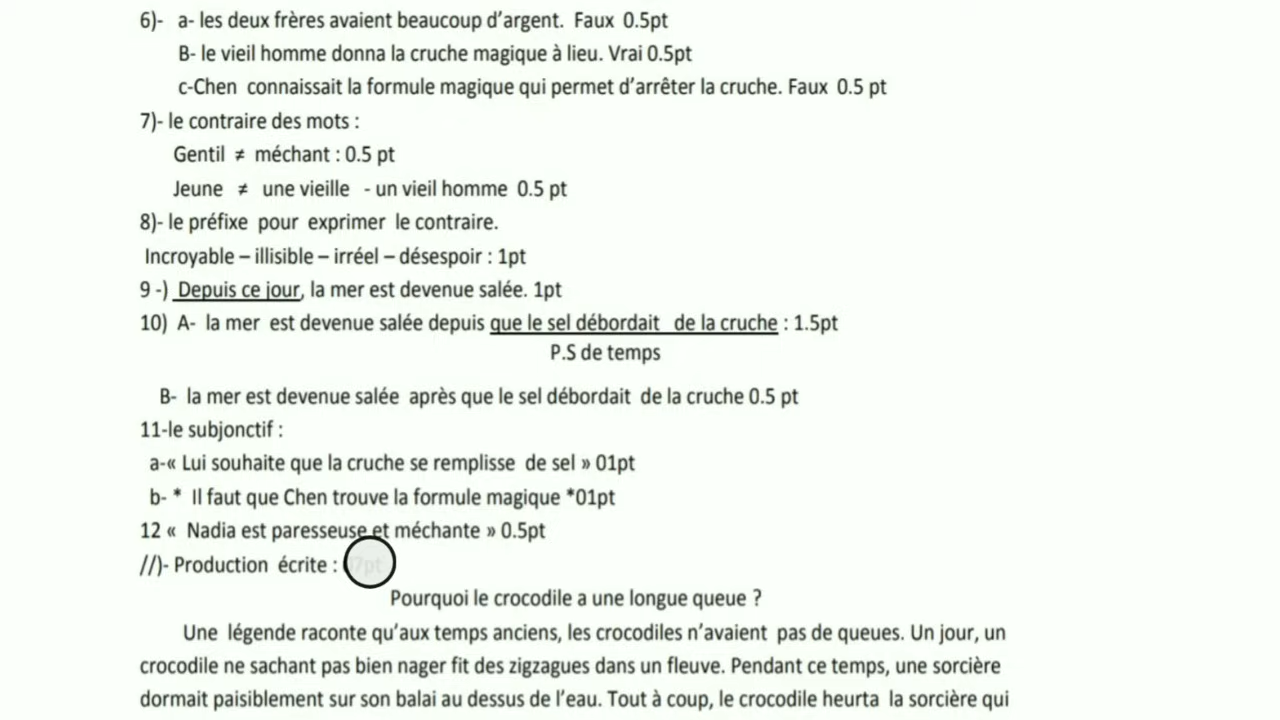 6)- a- les deux frères avaient beaucoup d'argent. Faux 0.5pt
B- le vieil homme donna la cruche magique à lieu. Vrai 0.5pt
c-Chen connaissait la formule magique qui permet d'arrêter la cruche. Faux 0.5 pt
7)- le contraire des mots :
Gentil ≠ méchant : 0.5 pt
Jeune ≠ une vieille - un vieil homme 0.5 pt
8)- le préfixe pour exprimer le contraire.
Incroyable – illisible – irréel – désespoir : 1pt
9 -) Depuis ce jour, la mer est devenue salée. 1pt
10) A- la mer est devenue salée depuis que le sel débordait de la cruche : 1.5pt
P.S de temps
B- la mer est devenue salée après que le sel débordait de la cruche 0.5 pt
11-le subjonctif :
a-« Lui souhaite que la cruche se remplisse de sel » 01pt
b- * Il faut que Chen trouve la formule magique *01pt
12 « Nadia est paresseuse et méchante » 0.5pt
//)- Production écrite : 07pt
Pourquoi le crocodile a une longue queue ?
Une légende raconte qu'aux temps anciens, les crocodiles n'avaient pas de queues. Un jour, un
crocodile ne sachant pas bien nager fit des zigzagues dans un fleuve. Pendant ce temps, une sorcière
dormait paisiblement sur son balai au dessus de l'eau. Tout à coup, le crocodile heurta la sorcière qui